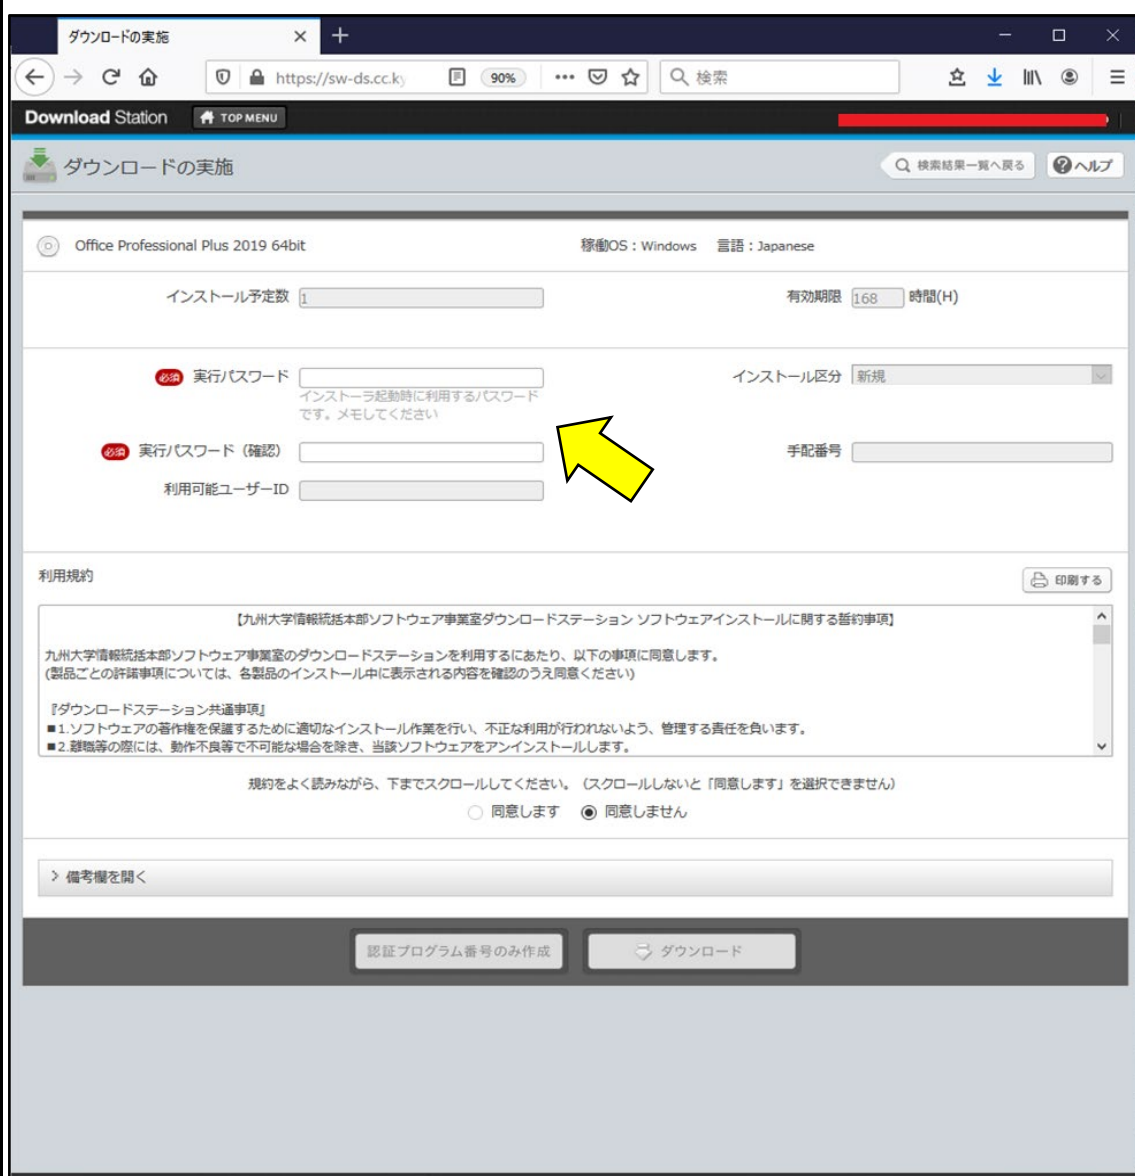 ダウンロードの実施
https://sw-ds.cc.k
90%
検索
Download Station
TOP MENU
ダウンロードの実施
検索結果一覧へ戻る
ヘルプ
Office Professional Plus 2019 64bit
稼働OS:Windows 言語:Japanese
インストール予定数 1
有効期限 168 時間(H)
必須 実行パスワード
インストーラ起動時に利用するパスワード
です。メモしてください
インストール区分 新規
必須 実行パスワード（確認）
手配番号
利用可能ユーザーID
利用規約
印刷する
【九州大学情報統括本部ソフトウェア事業室ダウンロードステーション ソフトウェアインストールに関する誓約事項】
九州大学情報統括本部ソフトウェア事業室のダウンロードステーションを利用するにあたり、以下の事項に同意します。
(製品ごとの許諾事項については、各製品のインストール中に表示される内容を確認のうえ同意ください)
『ダウンロードステーション共通事項』
■1.ソフトウェアの著作権を保護するために適切なインストール作業を行い、不正な利用が行われないよう、管理する責任を負います。
■2.離職等の際には、動作不良等で不可能な場合を除き、当該ソフトウェアをアンインストールします。
規約をよく読みながら、下までスクロールしてください。（スクロールしないと「同意します」を選択できません）
同意します 同意しません
> 備考欄を開く
認証プログラム番号のみ作成
ダウンロード